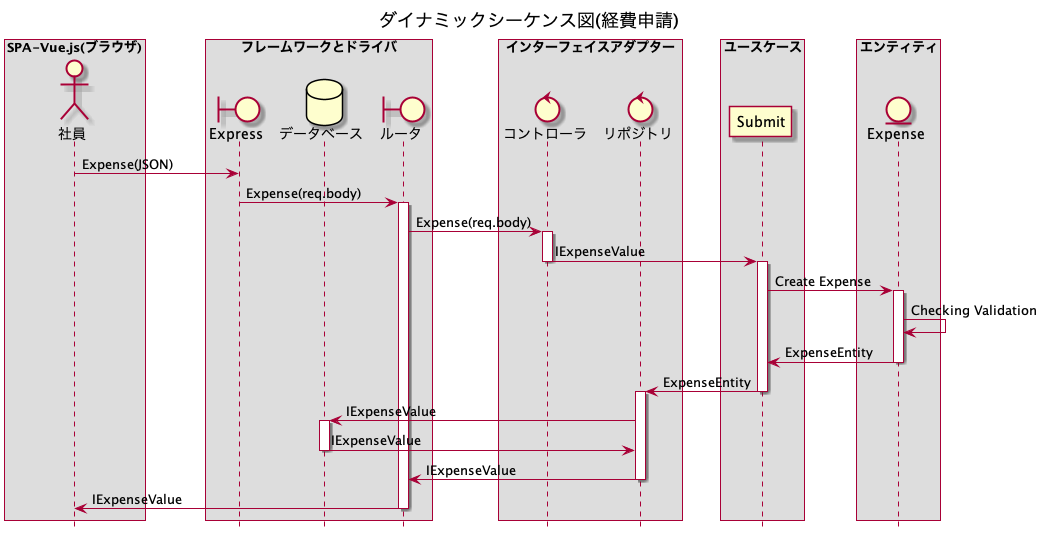 ダイナミックシーケンス図(経費申請)
SPA-Vue.js(ブラウザ)
フレームワークとドライバ
インターフェイスアダプター
ユースケース
エンティティ
社員
Express
データベース
ルータ
コントローラ
リポジトリ
Submit
Expense
Expense(JSON)
Expense(req.body)
Expense(req.body)
IExpenseValue
Create Expense
Checking Validation
ExpenseEntity
ExpenseEntity
IExpenseValue
IExpenseValue
IExpenseValue
IExpenseValue